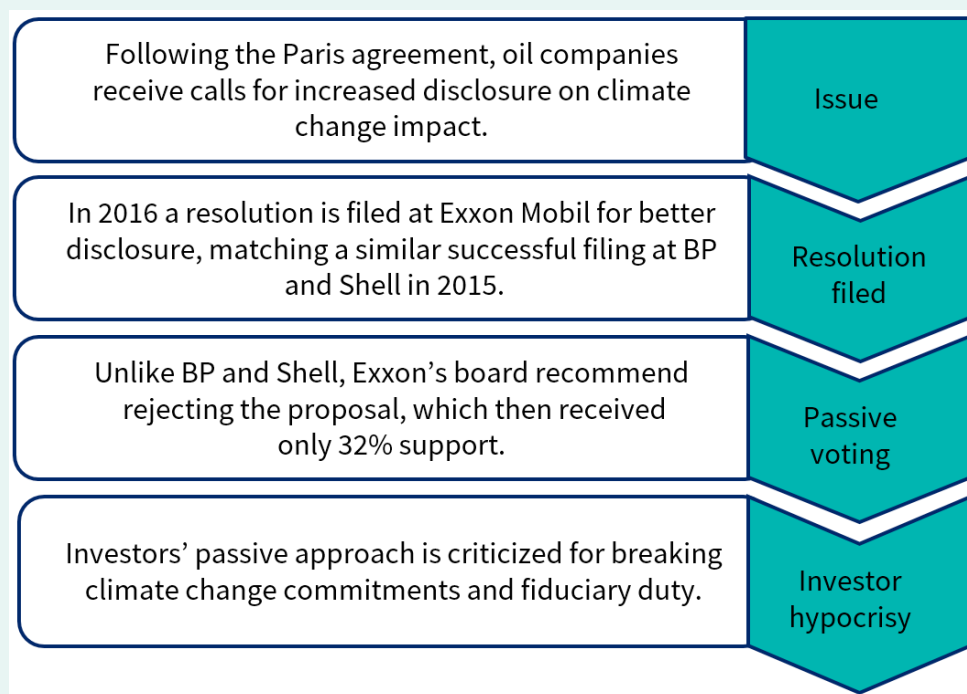 Following the Paris agreement, oil companies
receive calls for increased disclosure on climate
change impact.
Issue
In 2016 a resolution is filed at Exxon Mobil for better
disclosure, matching a similar successful filing at BP
and Shell in 2015.
Resolution
filed
Unlike BP and Shell, Exxon’s board recommend
rejecting the proposal, which then received
only 32% support.
Passive
voting
Investors’ passive approach is criticized for breaking
climate change commitments and fiduciary duty.
Investor
hypocrisy